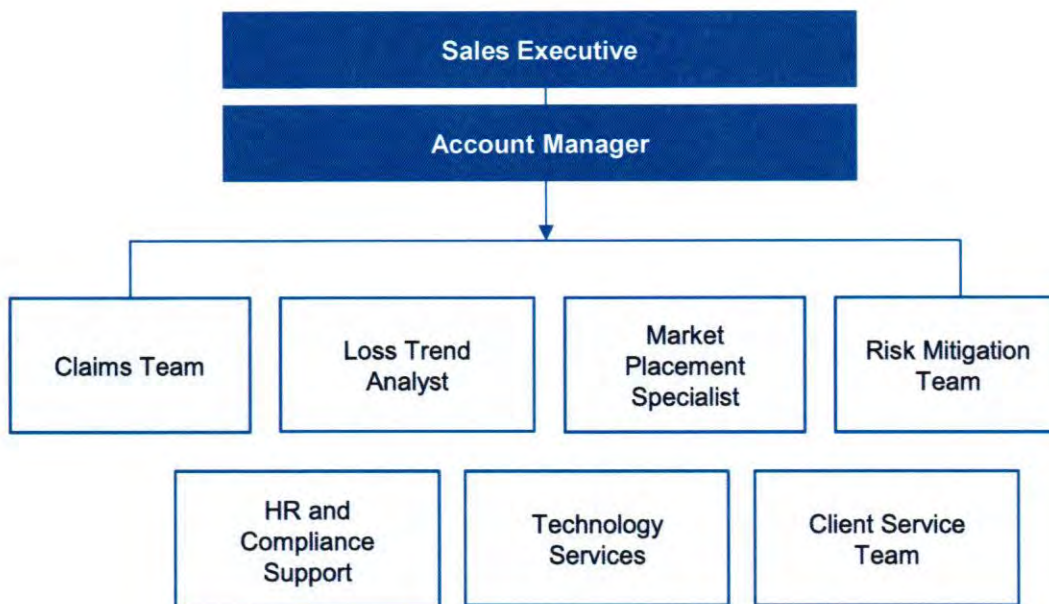 Sales Executive
Account Manager
Claims Team
Loss Trend
Analyst
Market
Placement
Specialist
Risk Mitigation
Team
HR and
Compliance
Support
Technology
Services
Client Service
Team